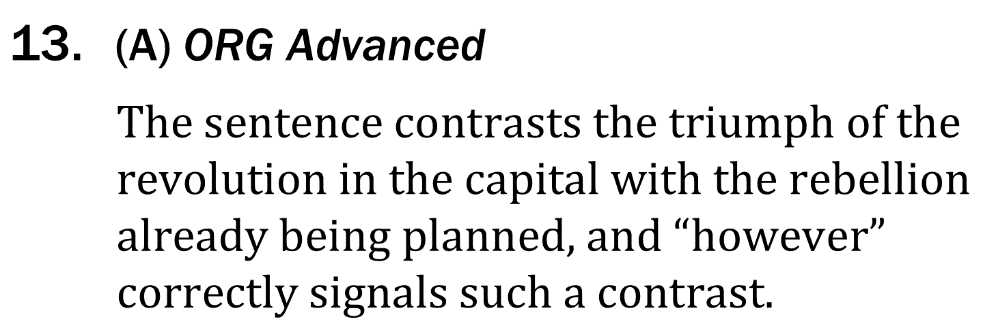 13. (A) ORG Advanced
The sentence contrasts the triumph of the
revolution in the capital with the rebellion
already being planned, and “however”
correctly signals such a contrast.